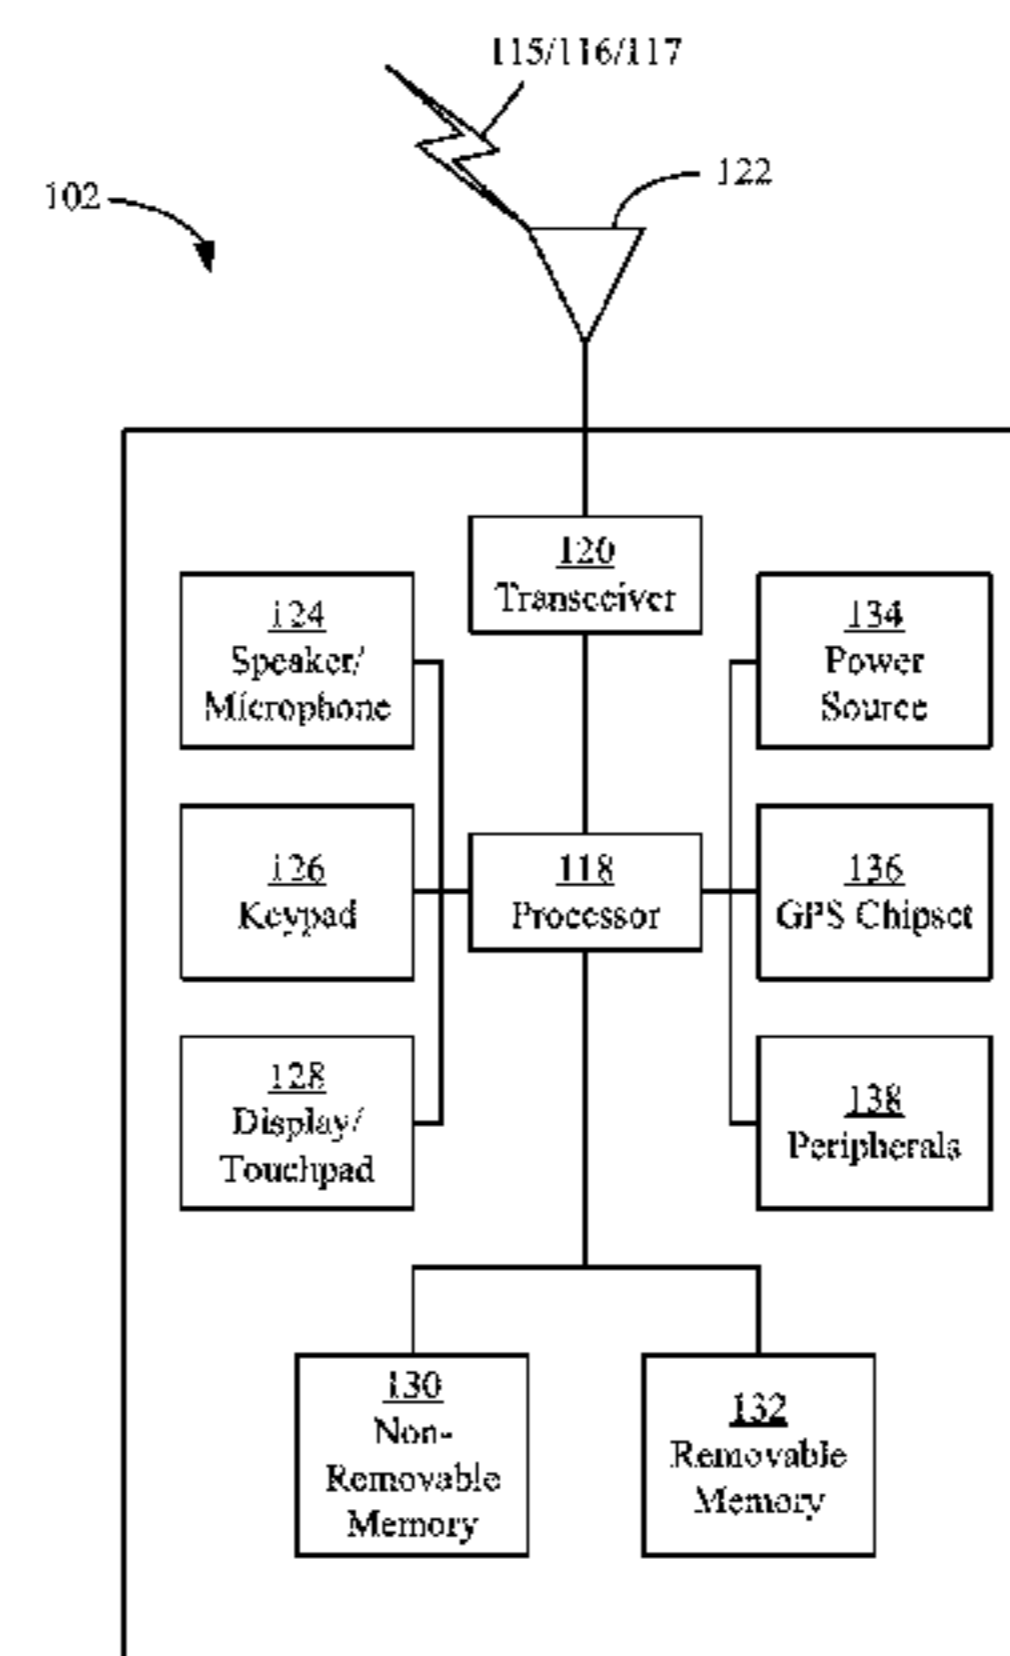 115/116/117
122
102
120
Transceiver
124
Speaker/
Microphone
134
Power
Source
126
Keypad
118
Processor
136
GPS Chipset
128
Display/
Touchpad
138
Peripherals
130
Non-
Removable
Memory
132
Removable
Memory